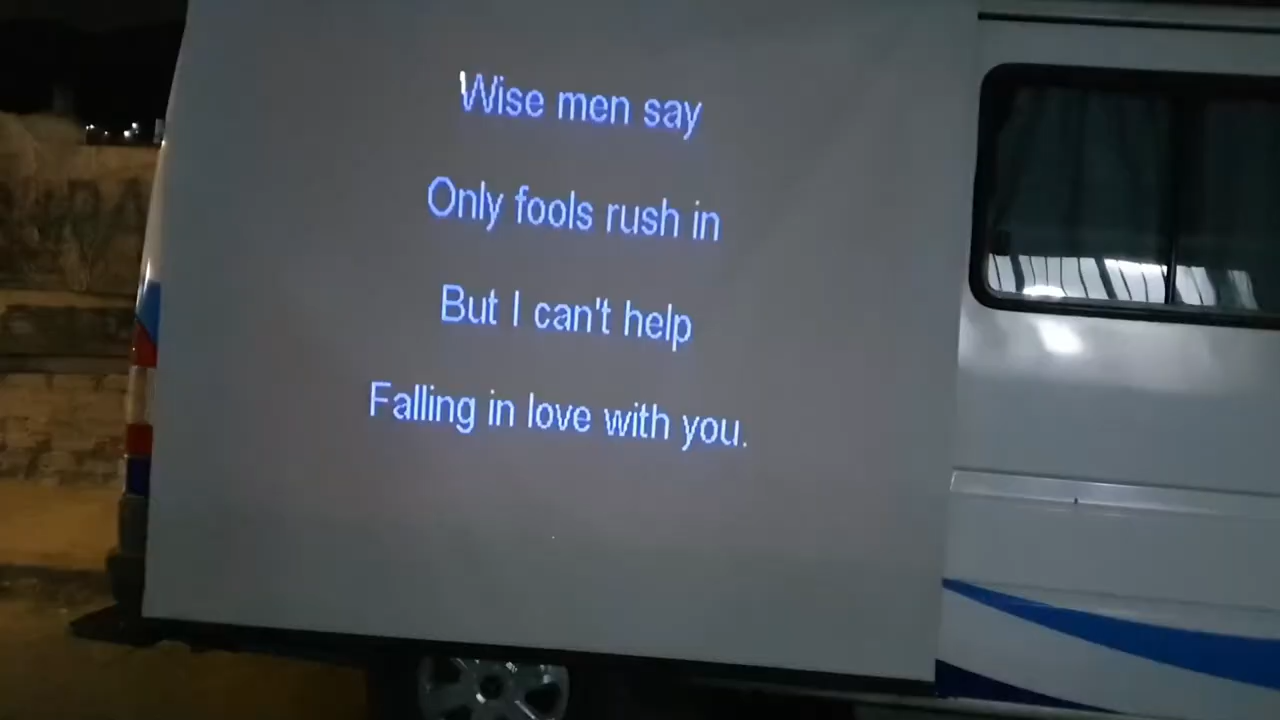 Wise men say
Only fools rush in
But I can't help
Falling in love with you.